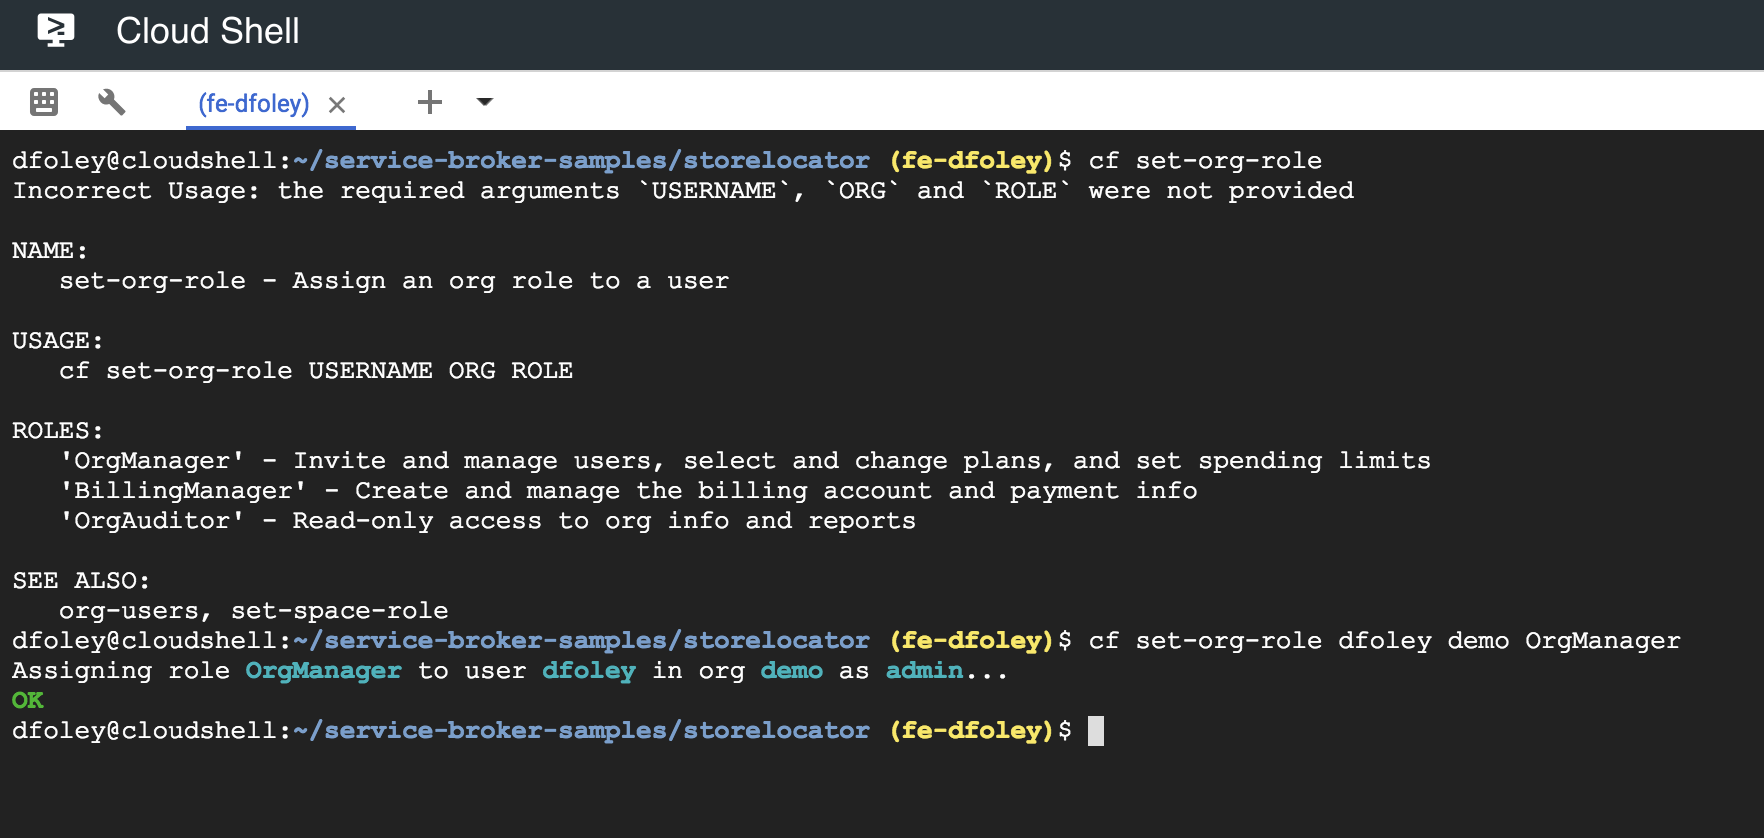 Cloud Shell
(fe-dfoley)
dfoley@cloudshell:~/service-broker-samples/storelocator (fe-dfoley)$ cf set-org-role
Incorrect Usage: the required arguments `USERNAME`, `ORG` and `ROLE` were not provided
NAME:
set-org-role - Assign an org role to a user
USAGE:
cf set-org-role USERNAME ORG ROLE
ROLES:
'OrgManager' - Invite and manage users, select and change plans, and set spending limits
'BillingManager' - Create and manage the billing account and payment info
'OrgAuditor' - Read-only access to org info and reports
SEE ALSO:
org-users, set-space-role
dfoley@cloudshell:~/service-broker-samples/storelocator (fe-dfoley)$ cf set-org-role dfoley demo OrgManager
Assigning role OrgManager to user dfoley in org demo as admin...
OK
dfoley@cloudshell:~/service-broker-samples/storelocator (fe-dfoley)$